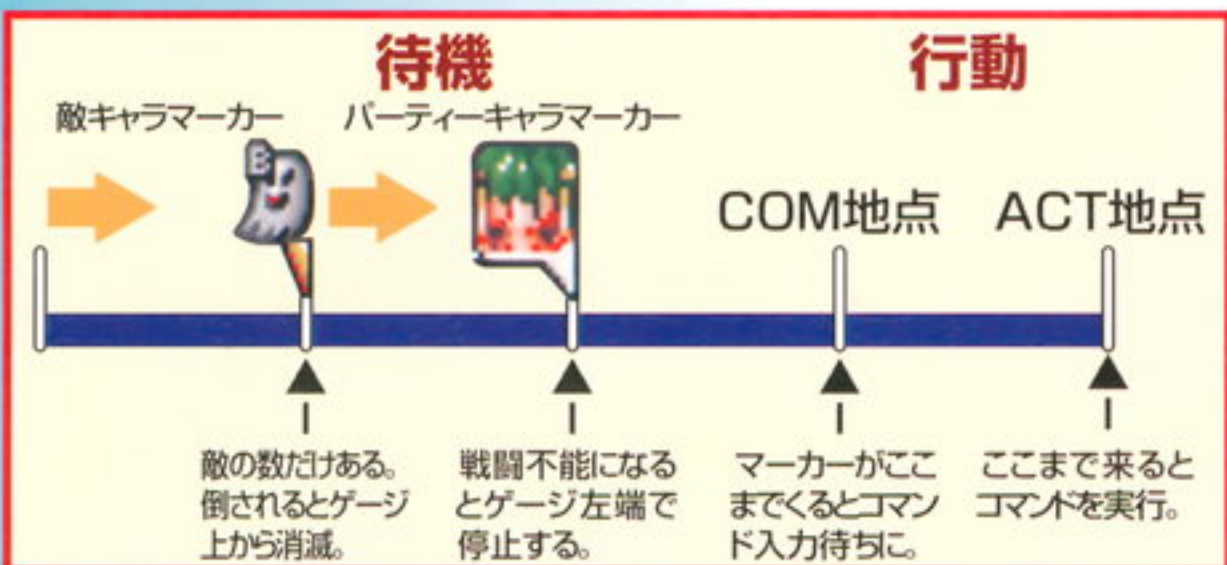 待機
行動
敵キャラマーカー
パーティーキャラマーカー
B
COM地点
ACT地点
敵の数だけある。
倒されるとゲージ
上から消滅。
戦闘不能になる
とゲージ左端で
停止する。
マーカーがここ
までくるとコマン
ド入力待ちに。
ここまで来ると
コマンドを実行。